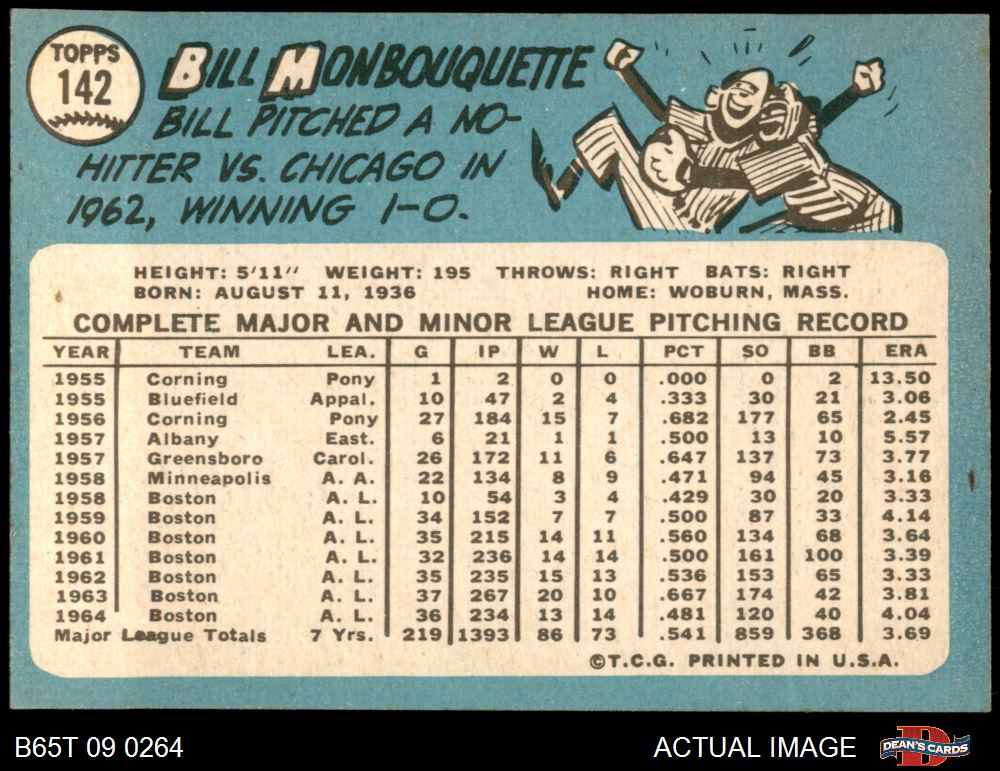 TOPPS
142
BILL MONBOUQUETTE
BILL PITCHED A NO-
HITTER VS. CHICAGO IN
1962, WINNING 1-0.
HEIGHT: 5'11" WEIGHT: 195 THROWS: RIGHT BATS: RIGHT
BORN: AUGUST 11, 1936 HOME: WOBURN, MASS.
COMPLETE MAJOR AND MINOR LEAGUE PITCHING RECORD
YEAR TEAM LEA. G IP W L PCT SO BB ERA
1955 Corning Pony 1 2 0 0 .000 0 2 13.50
1955 Bluefield Appal. 10 47 2 4 .333 30 21 3.06
1956 Corning Pony 27 184 15 7 .682 177 65 2.45
1957 Albany East. 6 21 1 1 .500 13 10 5.57
1957 Greensboro Carol. 26 172 11 6 .647 137 73 3.77
1958 Minneapolis A. A. 22 134 8 9 .471 94 45 3.16
1958 Boston A. L. 10 54 3 4 .429 30 20 3.33
1959 Boston A. L. 34 152 7 7 .500 87 33 4.14
1960 Boston A. L. 35 215 14 11 .560 134 68 3.64
1961 Boston A. L. 32 236 14 14 .500 161 100 3.39
1962 Boston A. L. 35 235 15 13 .536 153 65 3.33
1963 Boston A. L. 37 267 20 10 .667 174 42 3.81
1964 Boston A. L. 36 234 13 14 .481 120 40 4.04
Major League Totals 7 Yrs. 219 1393 86 73 .541 859 368 3.69
©T.C.G. PRINTED IN U.S.A.
B65T 09 0264 ACTUAL IMAGE DEAN'S CARDS